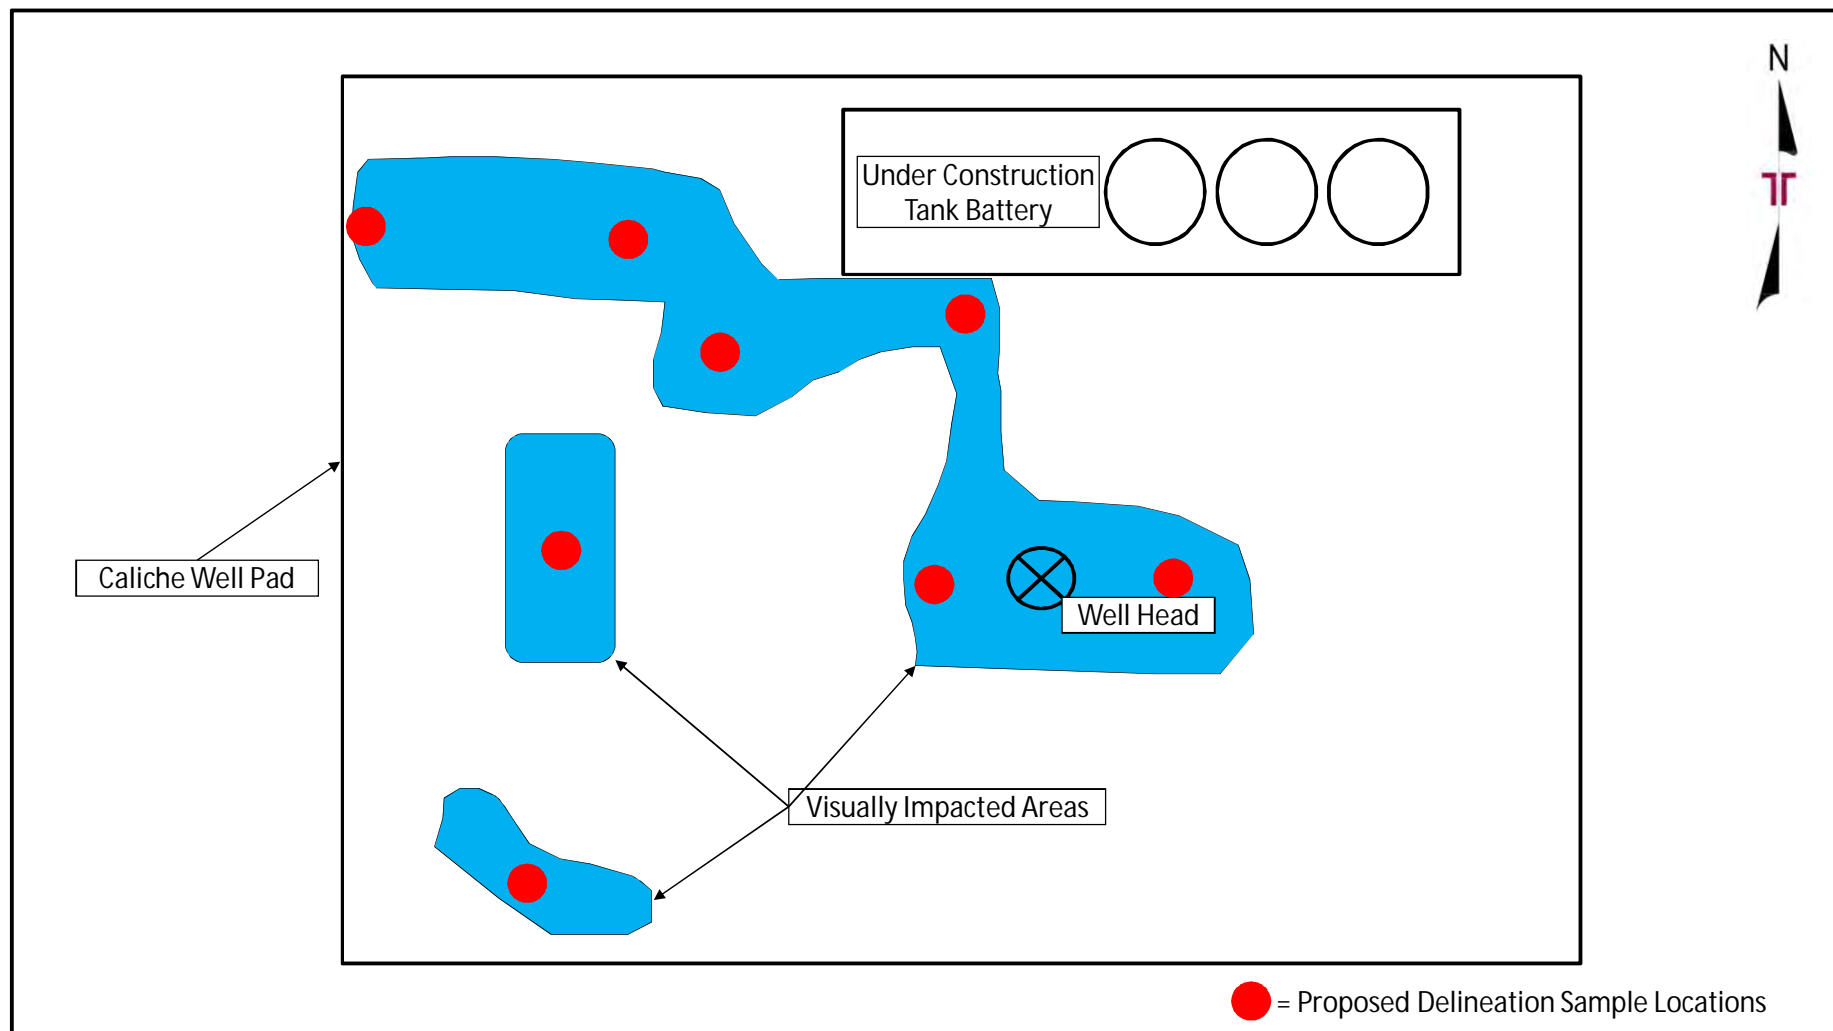 N
Under Construction
Tank Battery
Caliche Well Pad
Well Head
Visually Impacted Areas
= Proposed Delineation Sample Locations